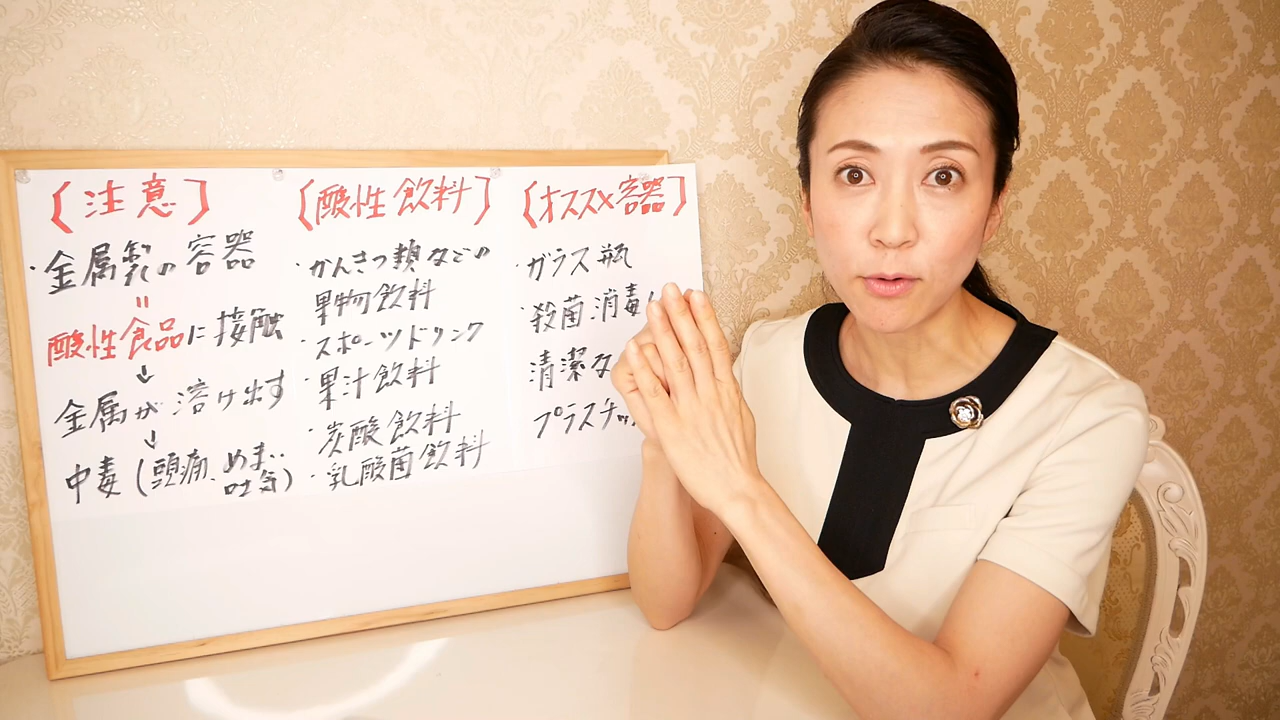 【注意】
・金属製の容器
=
酸性食品に接触
↓
金属が溶け出す
↓
中毒(頭痛、めまい、
吐気)
【酸性飲料】
・かんきつ類などの
果物飲料
・スポーツドリンク
・果汁飲料
・炭酸飲料
・乳酸菌飲料
【オススメ容器】
・ガラス瓶
・殺菌消毒し
清潔な
プラスチッ